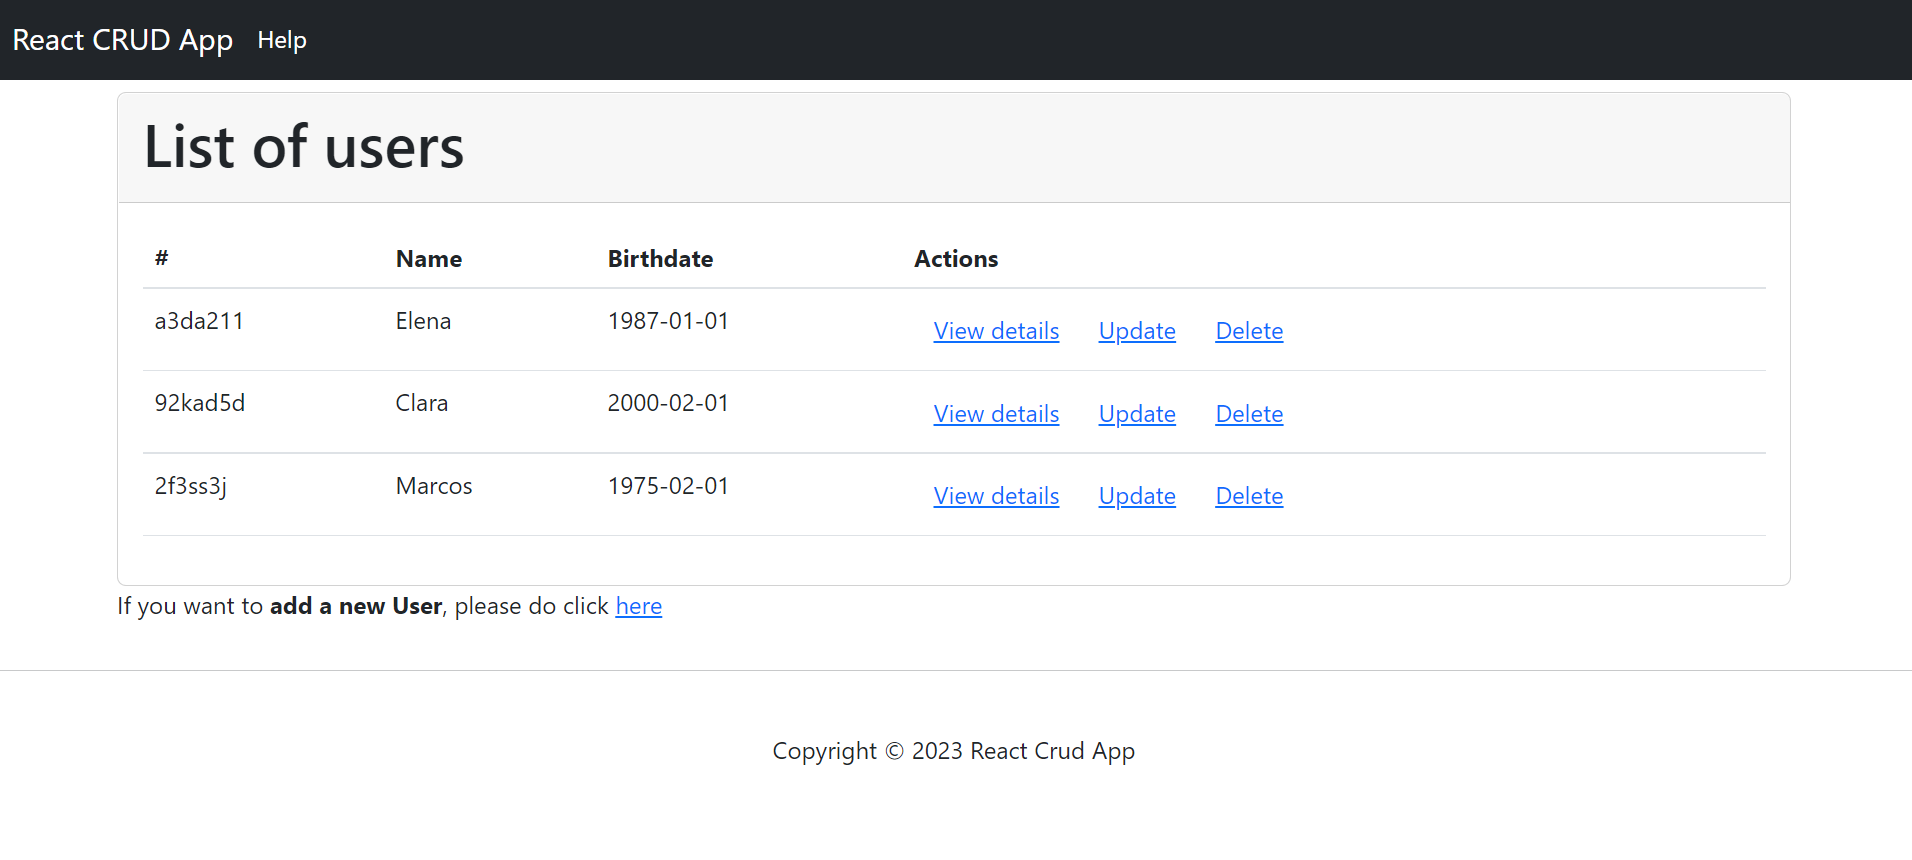 React CRUD App Help
List of users
# Name Birthdate Actions
a3da211 Elena 1987-01-01 View details Update Delete
92kad5d Clara 2000-02-01 View details Update Delete
2f3ss3j Marcos 1975-02-01 View details Update Delete
If you want to add a new User, please do click here
Copyright © 2023 React Crud App